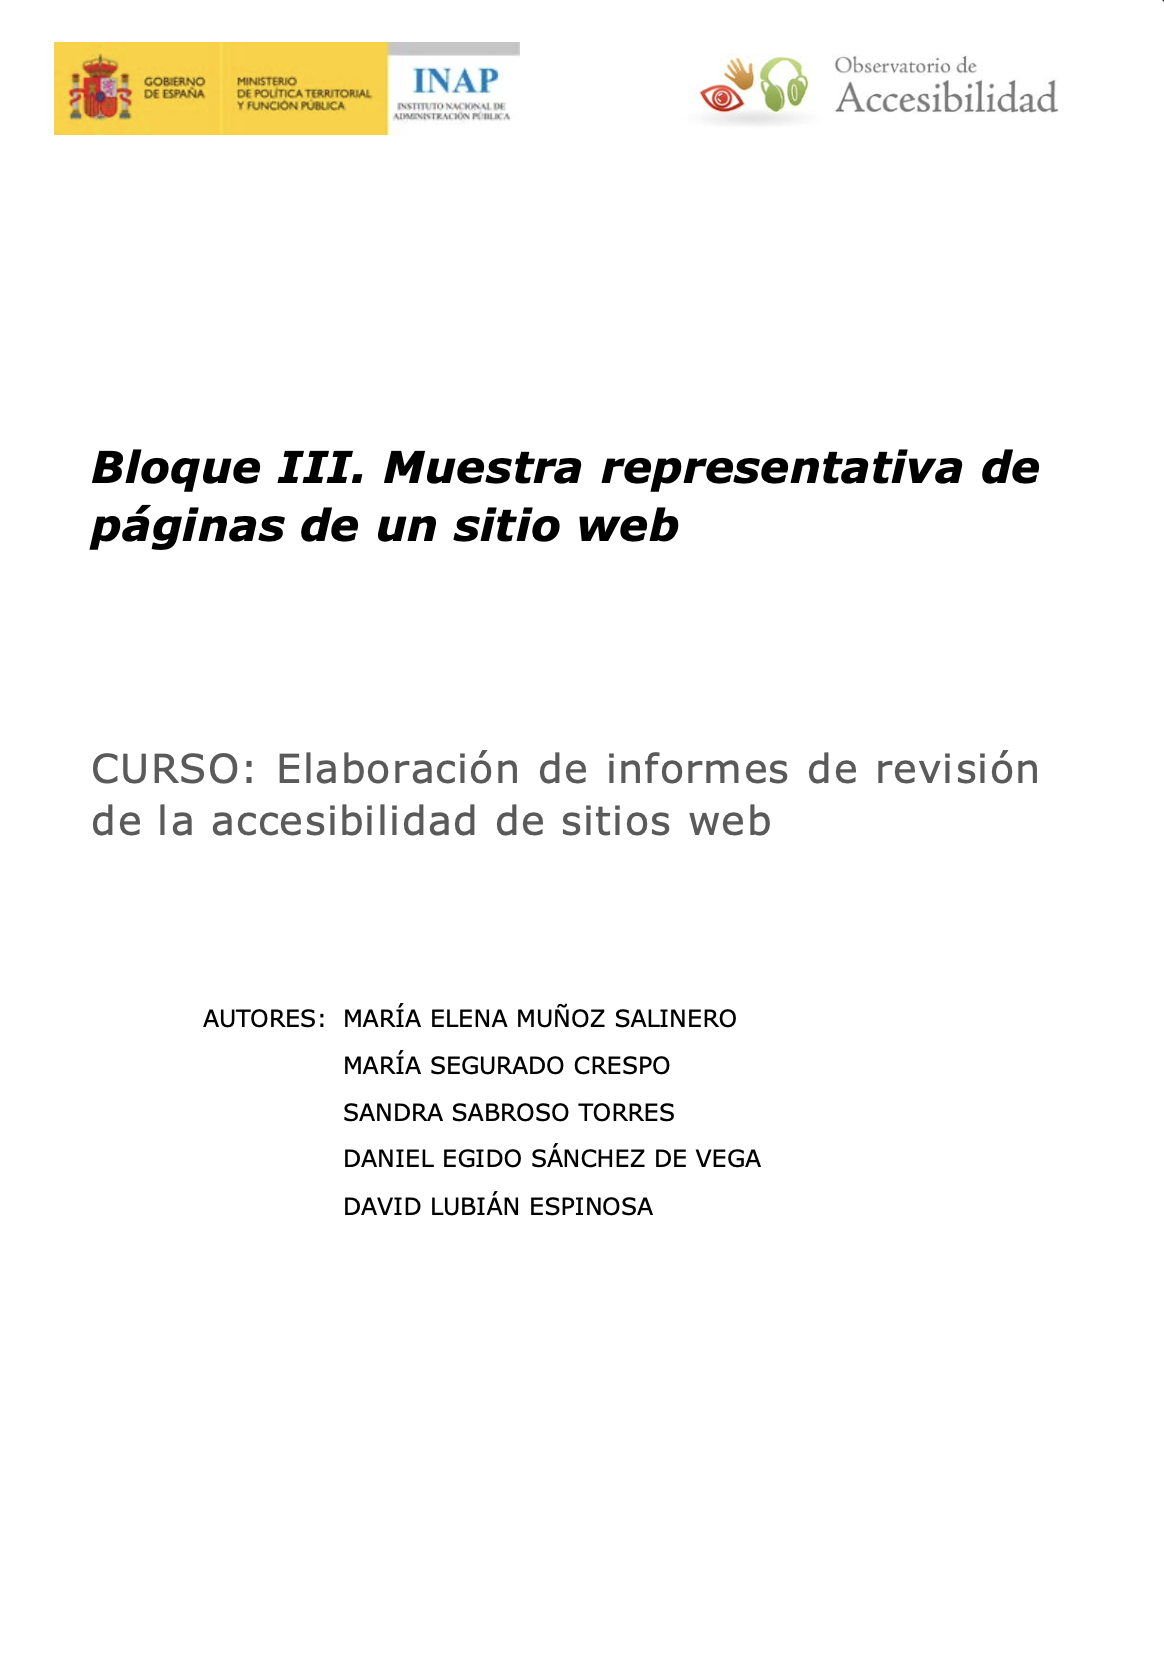 GOBIERNO
DE ESPAÑA
MINISTERIO
DE POLÍTICA TERRITORIAL
Y FUNCIÓN PÚBLICA
INAP
INSTITUTO NACIONAL DE
ADMINISTRACIÓN PÚBLICA
Observatorio de
Accesibilidad
Bloque III. Muestra representativa de
páginas de un sitio web
CURSO: Elaboración de informes de revisión
de la accesibilidad de sitios web
AUTORES: MARÍA ELENA MUÑOZ SALINERO
MARÍA SEGURADO CRESPO
SANDRA SABROSO TORRES
DANIEL EGIDO SÁNCHEZ DE VEGA
DAVID LUBIÁN ESPINOSA